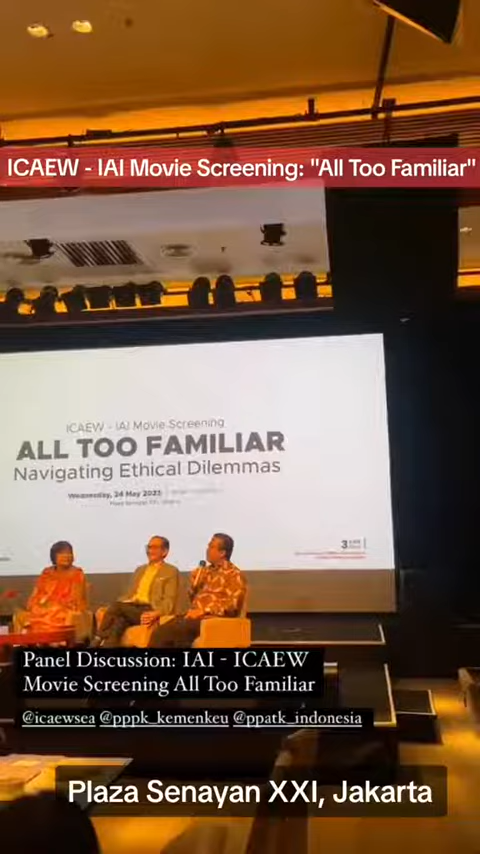 ICAEW - IAI Movie Screening: "All Too Familiar"
ICAEW - IAI Movie Screening
ALL TOO FAMILIAR
Navigating Ethical Dilemmas
Wednesday, 24 May 2023
Panel Discussion: IAI - ICAEW
Movie Screening All Too Familiar
@icaewsea @pppk_kemenkeu @ppatk_indonesia
Plaza Senayan XXI, Jakarta